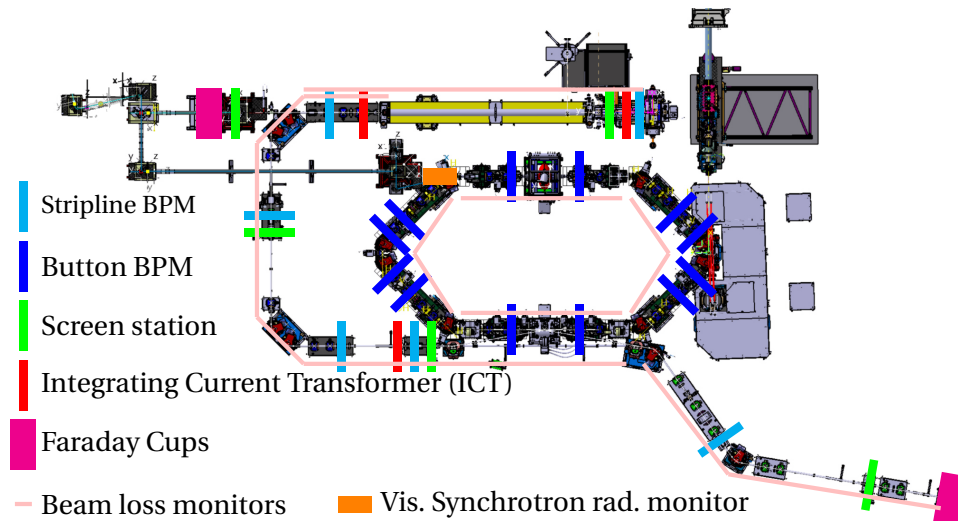 z
x
z
y
z
x
y
z
x
Stripline BPM
Button BPM
Screen station
Integrating Current Transformer (ICT)
Faraday Cups
Beam loss monitors
Vis. Synchrotron rad. monitor